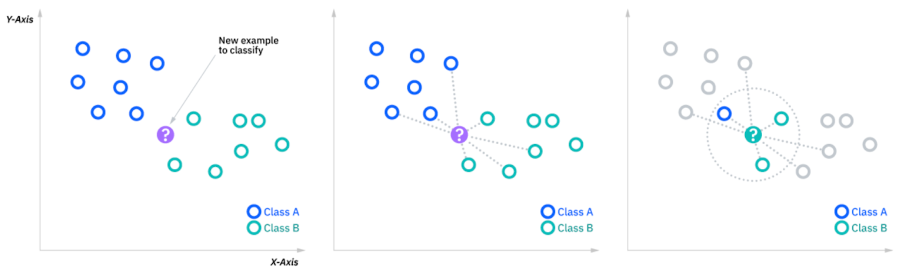 Y-Axis
New example
to classify
?
Class A
Class B
X-Axis
?
Class A
Class B
?
Class A
Class B